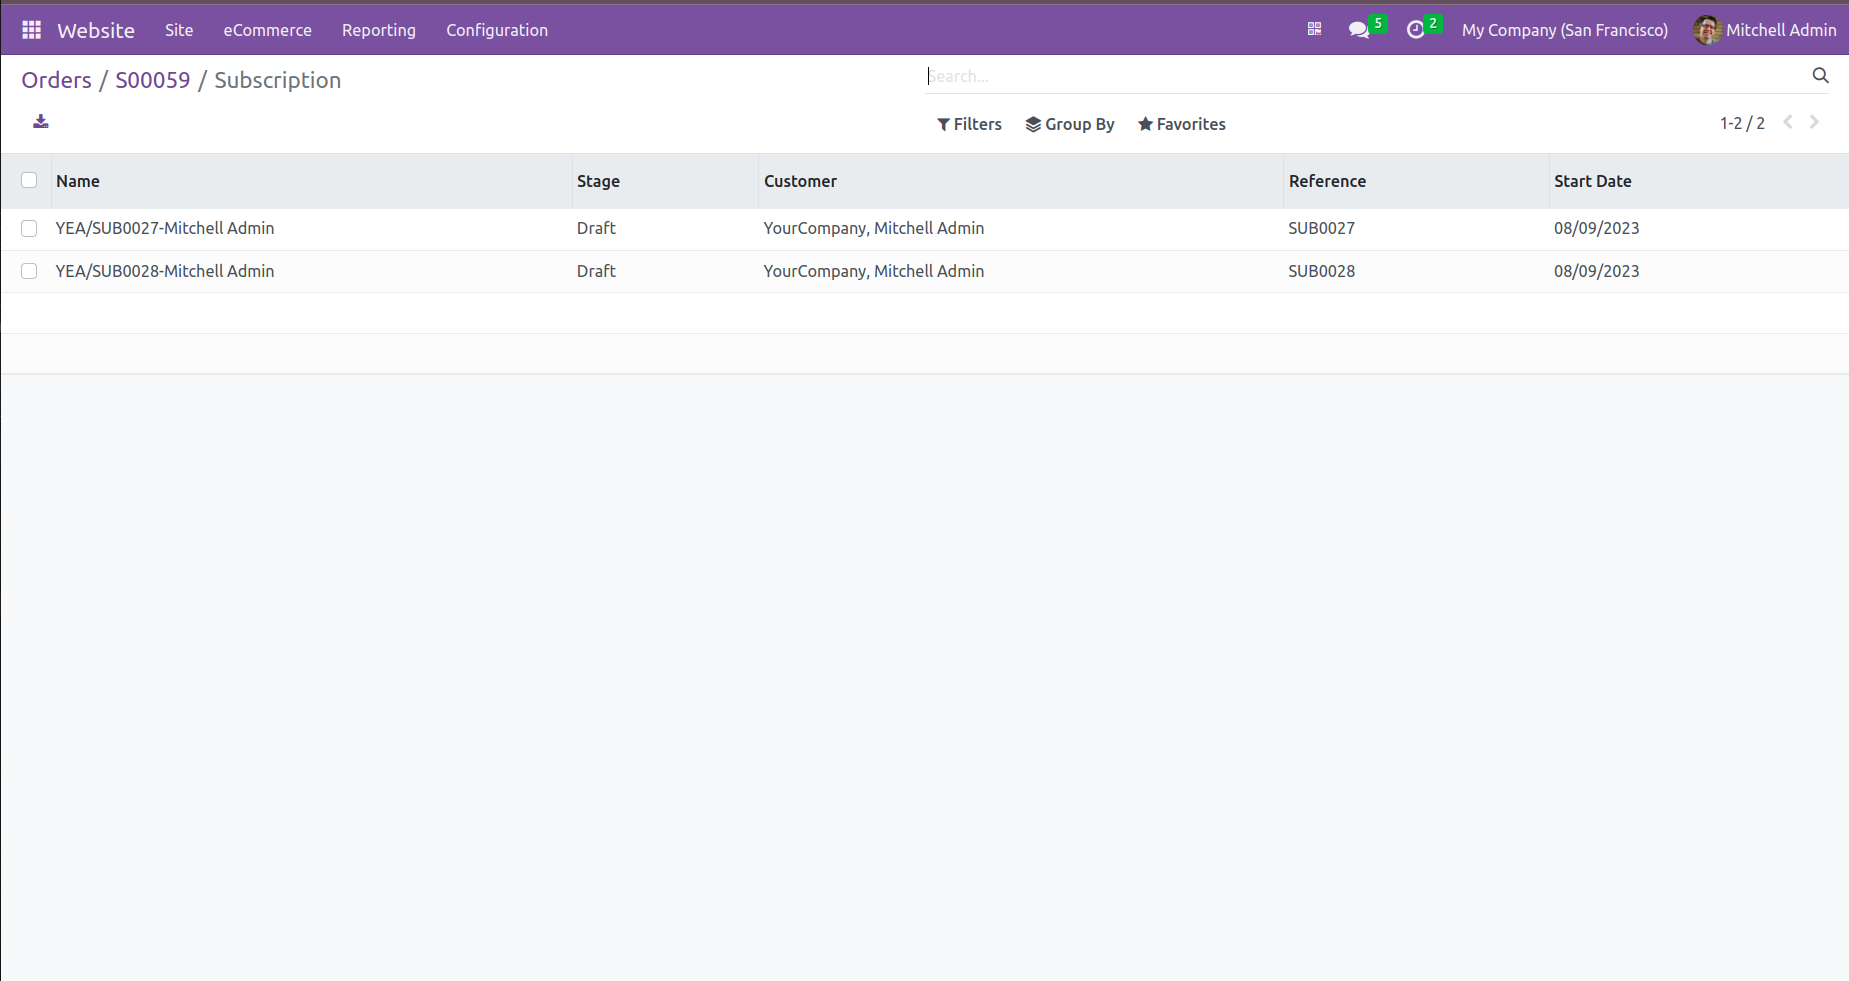 Website Site eCommerce Reporting Configuration 5 2 My Company (San Francisco) Mitchell Admin
Orders / S00059 / Subscription
Search...
Filters Group By Favorites 1-2 / 2
Name Stage Customer Reference Start Date
YEA/SUB0027-Mitchell Admin Draft YourCompany, Mitchell Admin SUB0027 08/09/2023
YEA/SUB0028-Mitchell Admin Draft YourCompany, Mitchell Admin SUB0028 08/09/2023